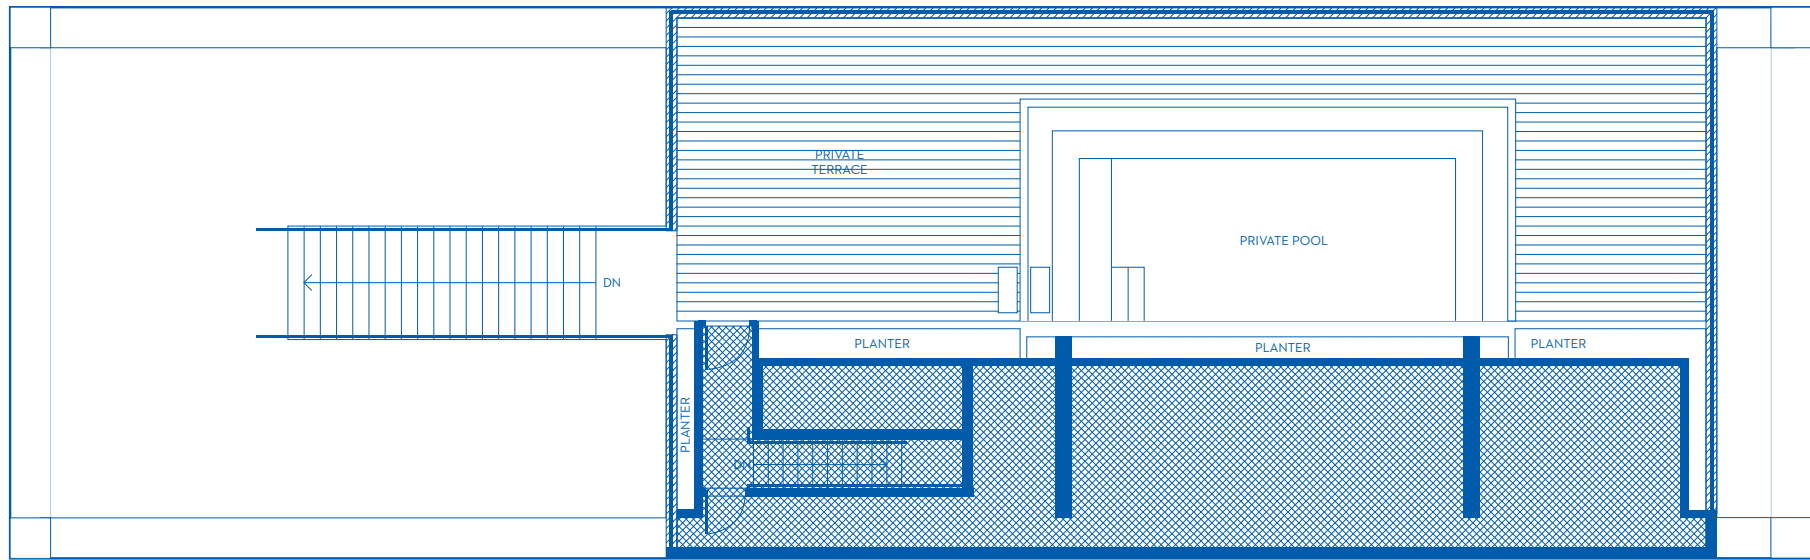 PRIVATE
TERRACE
PRIVATE POOL
DN
PLANTER
PLANTER
PLANTER
PLANTER
DN